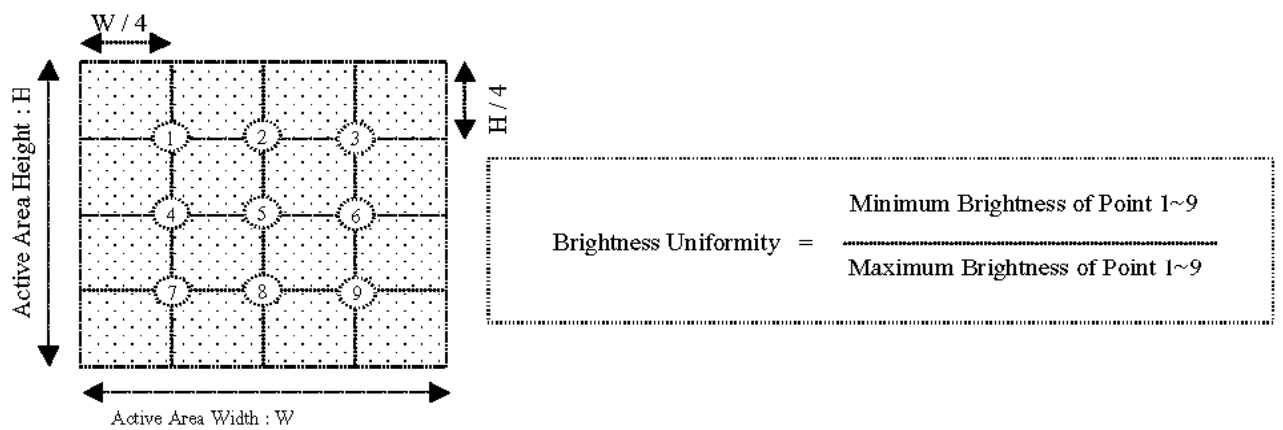 W / 4
Active Area Height : H
H / 4
1 2 3
4 5 6
7 8 9
Active Area Width : W
Minimum Brightness of Point 1~9
Brightness Uniformity =
Maximum Brightness of Point 1~9